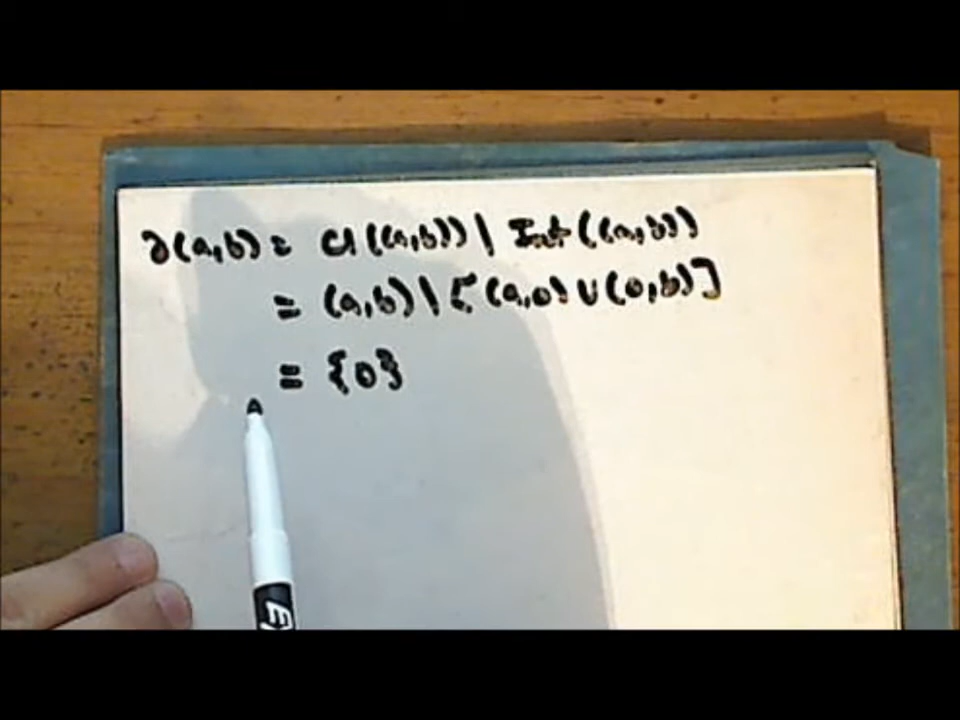 ∂(a,b) = Cl((a,b)) \ Int((a,b))
= (a,b) \ [(a,0) ∪ (0,b)]
= {0}